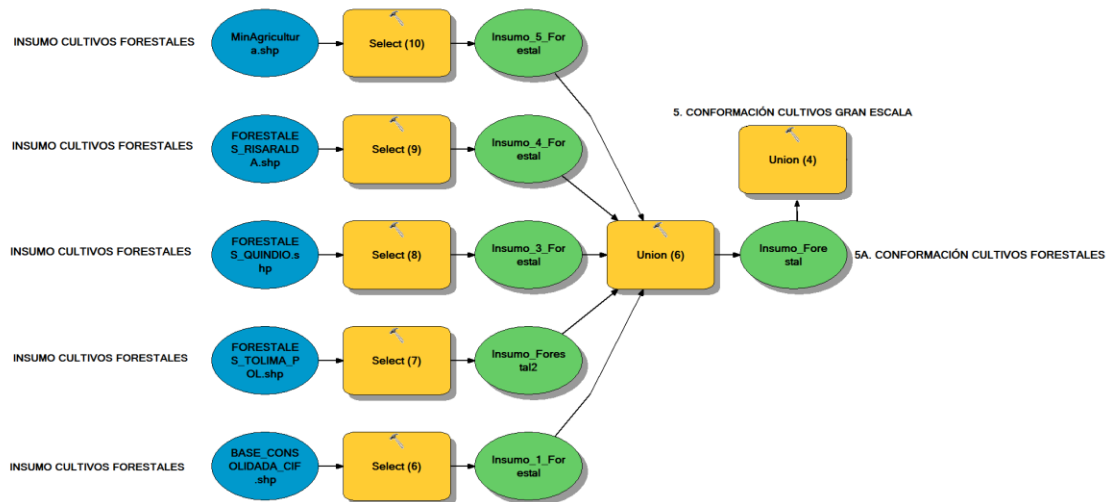 INSUMO CULTIVOS FORESTALES
MinAgricultu
ra.shp
Select (10)
Insumo_5_For
estal
5. CONFORMACIÓN CULTIVOS GRAN ESCALA
Union (4)
INSUMO CULTIVOS FORESTALES
FORESTALE
S_RISARALD
A.shp
Select (9)
Insumo_4_For
estal
INSUMO CULTIVOS FORESTALES
FORESTALE
S_QUINDIO.s
hp
Select (8)
Insumo_3_For
estal
Union (6)
Insumo_Fore
stal
5A. CONFORMACIÓN CULTIVOS FORESTALES
INSUMO CULTIVOS FORESTALES
FORESTALE
S_TOLIMA_P
OL.shp
Select (7)
Insumo_Fores
tal2
INSUMO CULTIVOS FORESTALES
BASE_CONS
OLIDADA_CIF
.shp
Select (6)
Insumo_1_For
estal